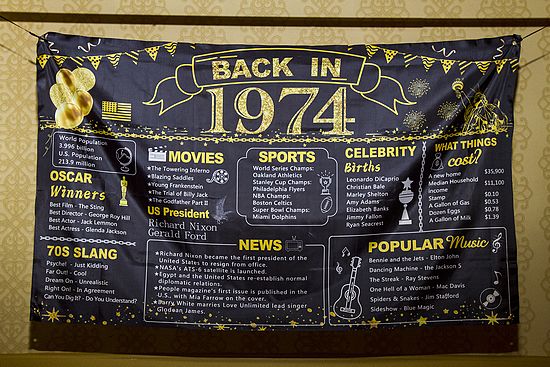 BACK IN
1974
World Population
3.996 billion
U.S. Population
213.9 million
OSCAR
Winners
Best Film - The Sting
Best Director - George Roy Hill
Best Actor - Jack Lemmon
Best Actress - Glenda Jackson
70S SLANG
Psyche! - Just Kidding
Far Out! - Cool
Dream On - Unrealistic
Right On! - In Agreement
Can You Dig It? - Do You Understand?
MOVIES
The Towering Inferno
Blazing Saddles
Young Frankenstein
The Trial of Billy Jack
The Godfather Part II
US President
Richard Nixon
Gerald Ford
SPORTS
World Series Champs:
Oakland Athletics
Stanley Cup Champs:
Philadelphia Flyers
NBA Champs:
Boston Celtics
Super Bowl Champs:
Miami Dolphins
CELEBRITY
Births
Leonardo DiCaprio
Christian Bale
Marley Shelton
Amy Adams
Elizabeth Banks
Jimmy Fallon
Ryan Seacrest
WHAT THINGS
cost?
A new home $35,900
Median Household Income $11,100
Stamp $0.10
A Gallon of Gas $0.53
Dozen Eggs $0.78
A Gallon of Milk $1.39
NEWS
Richard Nixon became the first president of the
United States to resign from office.
NASA's ATS-6 satellite is launched.
Egypt and the United States re-establish normal
diplomatic relations.
People magazine's first issue is published in the
U.S., with Mia Farrow on the cover.
Barry White marries Love Unlimited lead singer
Glodean James.
POPULAR Music
Bennie and the Jets - Elton John
Dancing Machine - the Jackson 5
The Streak - Ray Stevens
One Hell of a Woman - Mac Davis
Spiders & Snakes - Jim Stafford
Sideshow - Blue Magic